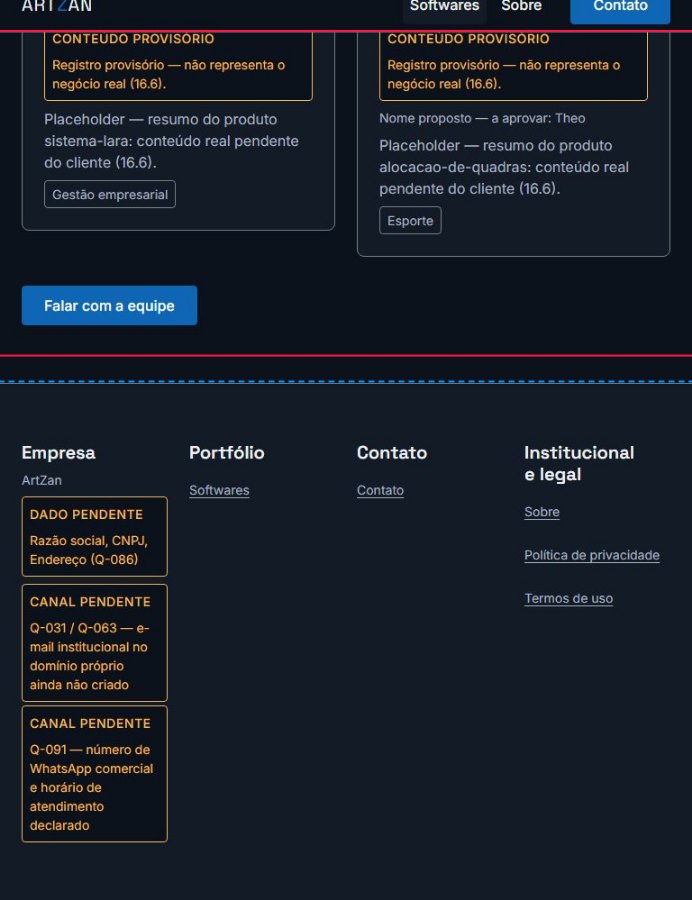 ARTZAN
Softwares
Sobre
Contato
CONTEÚDO PROVISÓRIO
Registro provisório — não representa o
negócio real (16.6).
Placeholder — resumo do produto
sistema-lara: conteúdo real pendente
do cliente (16.6).
Gestão empresarial
CONTEÚDO PROVISÓRIO
Registro provisório — não representa o
negócio real (16.6).
Nome proposto — a aprovar: Theo
Placeholder — resumo do produto
alocacao-de-quadras: conteúdo real
pendente do cliente (16.6).
Esporte
Falar com a equipe
Empresa
ArtZan
DADO PENDENTE
Razão social, CNPJ,
Endereço (Q-086)
CANAL PENDENTE
Q-031 / Q-063 — e-
mail institucional no
domínio próprio
ainda não criado
CANAL PENDENTE
Q-091 — número de
WhatsApp comercial
e horário de
atendimento
declarado
Portfólio
Softwares
Contato
Contato
Institucional
e legal
Sobre
Política de privacidade
Termos de uso